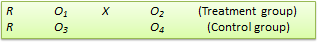 R O1 X O2 (Treatment group)
R O3 O4 (Control group)